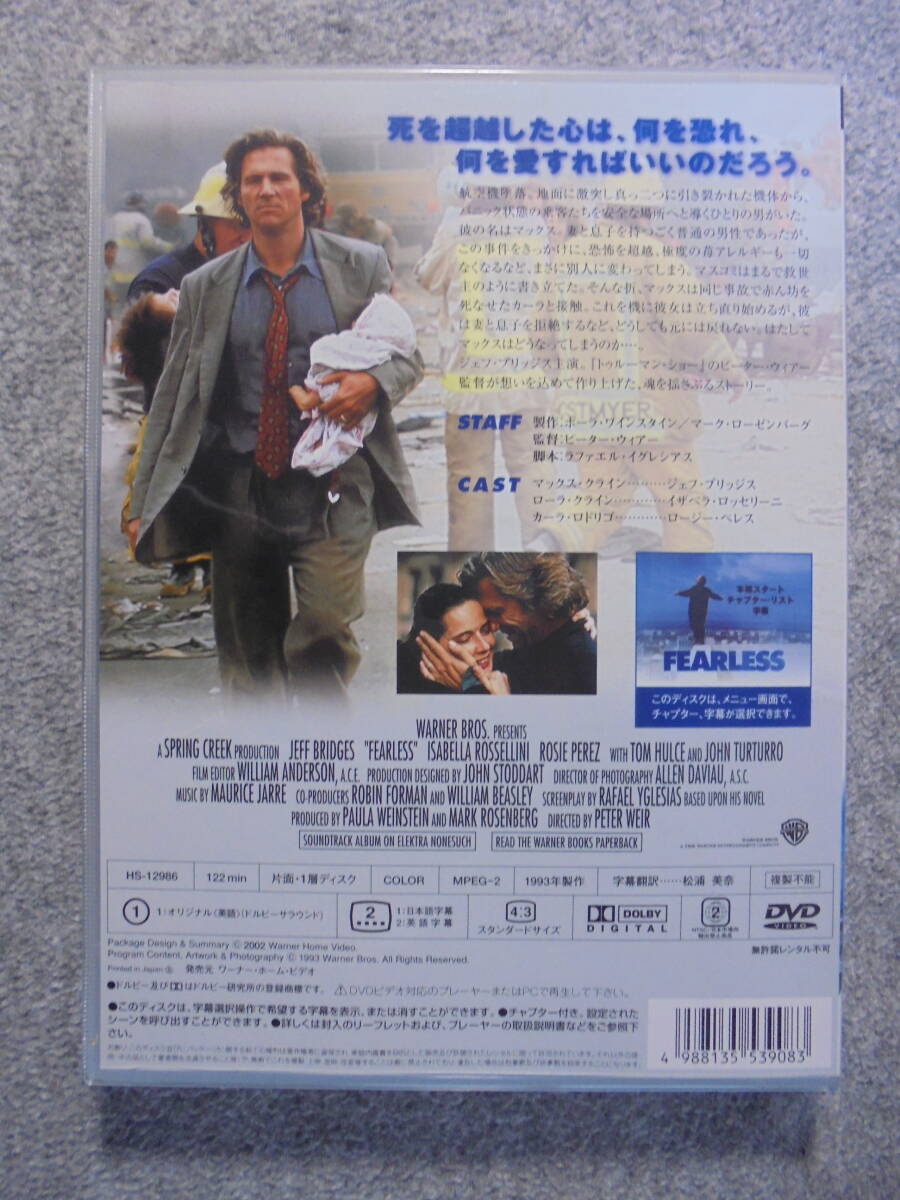 死を超越した心は、何を恐れ、
何を愛すればいいのだろう。
航空機墜落。地面に激突し真っ二つに引き裂かれた機体から、
パニック状態の乗客たちを安全な場所へと導くひとりの男がいた。
彼の名はマックス。妻と息子を持つごく普通の男性であったが、
この事件をきっかけに、恐怖を超越、極度の苺アレルギーも一切
なくなるなど、まさに別人に変わってしまう。マスコミはまるで救世
主のように書き立てた。そんな折、マックスは同じ事故で赤ん坊を
死なせたカーラと接触。これを機に彼女は立ち直り始めるが、彼
は妻と息子を拒絶するなど、どうしても元には戻れない。はたして
マックスはどうなってしまうのか…。
ジェフ・ブリッジス主演。『トゥルーマン・ショー』のピーター・ウィアー
監督が想いを込めて作り上げた、魂を揺さぶるストーリー。
STAFF 製作:ポーラ・ワインスタイン/マーク・ローゼンバーグ
監督:ピーター・ウィアー
脚本:ラファエル・イグレシアス
CAST マックス・クライン………ジェフ・ブリッジス
ローラ・クライン…………イザベラ・ロッセリーニ
カーラ・ロドリゴ…………ロージー・ペレス
本編スタート
チャプター・リスト
字幕
FEARLESS
このディスクは、メニュー画面で、
チャプター、字幕が選択できます。
WARNER BROS. PRESENTS
A SPRING CREEK PRODUCTION JEFF BRIDGES "FEARLESS" ISABELLA ROSSELLINI ROSIE PEREZ WITH TOM HULCE AND JOHN TURTURRO
FILM EDITOR WILLIAM ANDERSON, A.C.E. PRODUCTION DESIGNED BY JOHN STODDART DIRECTOR OF PHOTOGRAPHY ALLEN DAVIAU, A.S.C.
MUSIC BY MAURICE JARRE CO-PRODUCERS ROBIN FORMAN AND WILLIAM BEASLEY SCREENPLAY BY RAFAEL YGLESIAS BASED UPON HIS NOVEL
PRODUCED BY PAULA WEINSTEIN AND MARK ROSENBERG DIRECTED BY PETER WEIR
SOUNDTRACK ALBUM ON ELEKTRA NONESUCH READ THE WARNER BOOKS PAPERBACK
WARNER BROS
HS-12986 122 min 片面・1層ディスク COLOR MPEG-2 1993年製作 字幕翻訳……松浦 美奈 複製不能
1 1:オリジナル(英語)(ドルビーサラウンド)
2 1:日本語字幕
2:英語字幕
4:3
スタンダードサイズ
DOLBY
DIGITAL
2
DVD
VIDEO
Package Design & Summary © 2002 Warner Home Video.
Program Content, Artwork & Photography © 1993 Warner Bros. All Rights Reserved.
無許諾レンタル不可
Printed in Japan 発売元 ワーナー・ホーム・ビデオ
●ドルビー及びはドルビー研究所の登録商標です。 ⚠DVDビデオ対応のプレーヤーまたはPCで再生して下さい。
●このディスクは、字幕選択操作で希望する字幕を表示、または消すことができます。●チャプター付き。設定された
シーンを呼び出すことができます。●詳しくは封入のリーフレットおよび、プレーヤーの取扱説明書などをご参照下
さい。
4 988135 539083